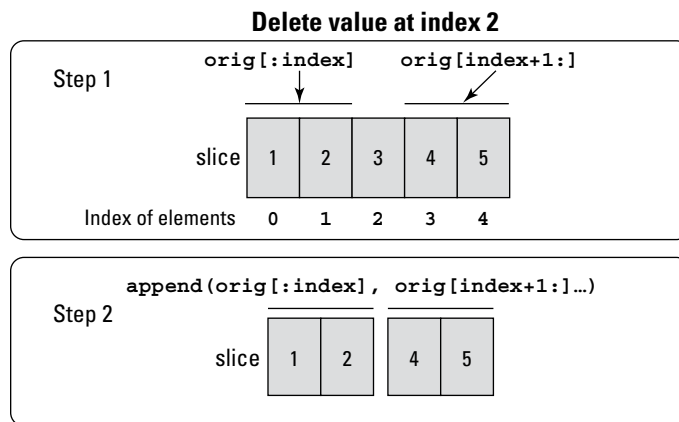 Delete value at index 2
Step 1
orig[:index]
orig[index+1:]
slice 1 2 3 4 5
Index of elements 0 1 2 3 4
append(orig[:index], orig[index+1:]…)
Step 2
slice 1 2 4 5